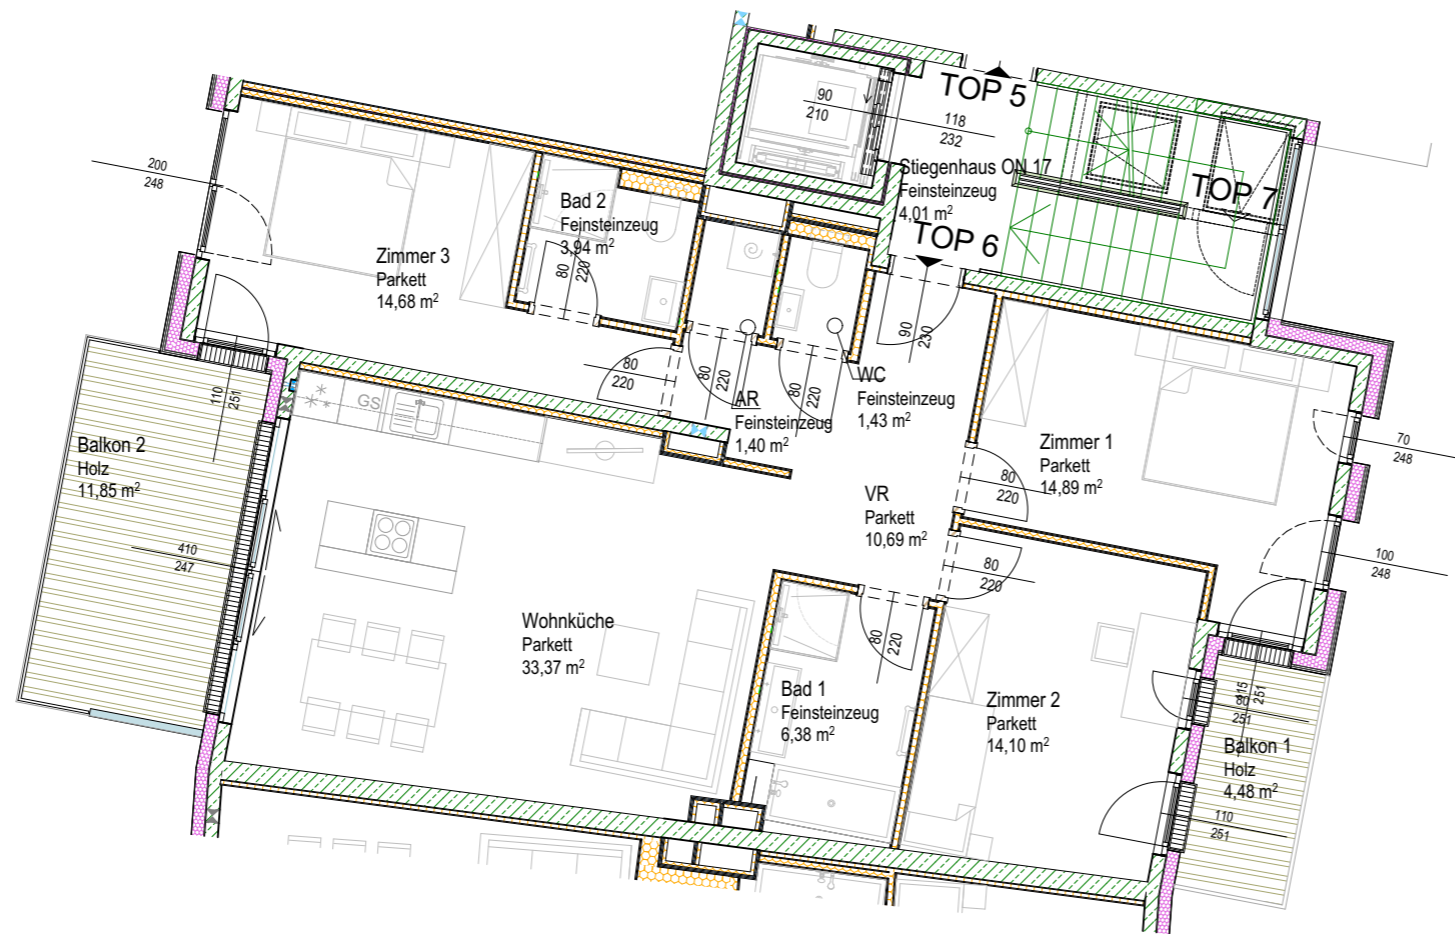 TOP 5
90
210
118
232
Stiegenhaus ON 17
Feinsteinzeug
4,01 m²
TOP 7
TOP 6
200
248
Bad 2
Feinsteinzeug
3,94 m²
80
220
Zimmer 3
Parkett
14,68 m²
90
230
80
220
80
220
80
220
WC
Feinsteinzeug
1,43 m²
AR
Feinsteinzeug
1,40 m²
110
251
GS
Balkon 2
Holz
11,85 m²
Zimmer 1
Parkett
14,89 m²
70
248
80
220
VR
Parkett
10,69 m²
410
247
100
248
80
220
Wohnküche
Parkett
33,37 m²
80
220
Bad 1
Feinsteinzeug
6,38 m²
Zimmer 2
Parkett
14,10 m²
115
251
80
251
Balkon 1
Holz
4,48 m²
110
251